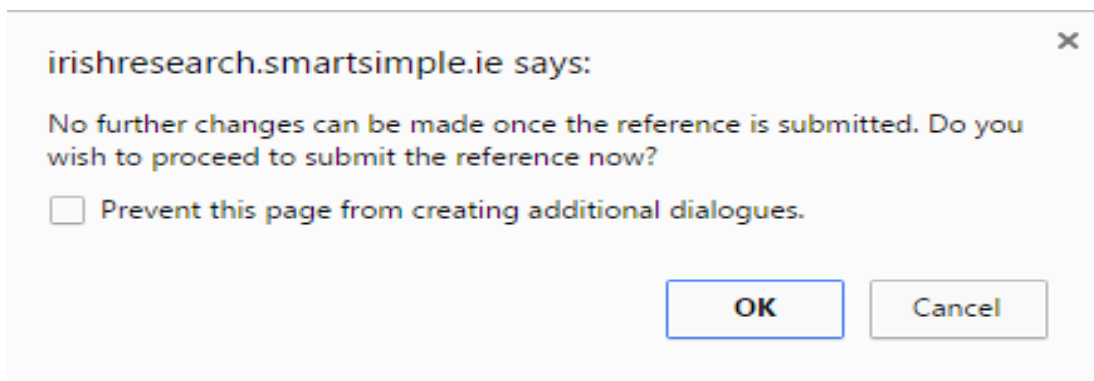 irishresearch.smartsimple.ie says:
No further changes can be made once the reference is submitted. Do you
wish to proceed to submit the reference now?
Prevent this page from creating additional dialogues.
OK Cancel